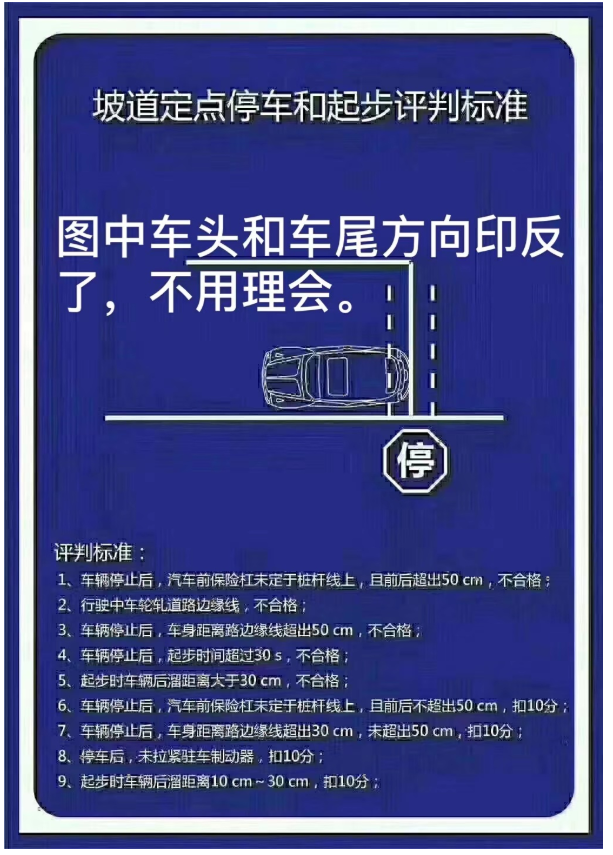 坡道定点停车和起步评判标准
图中车头和车尾方向印反
了，不用理会。
停
评判标准：
1、车辆停止后，汽车前保险杠未定于桩杆线上，且前后超出50 cm，不合格；
2、行驶中车轮轧道路边缘线，不合格；
3、车辆停止后，车身距离路边缘线超出50 cm，不合格；
4、车辆停止后，起步时间超过30 s，不合格；
5、起步时车辆后溜距离大于30 cm，不合格；
6、车辆停止后，汽车前保险杠未定于桩杆线上，且前后不超出50 cm，扣10分；
7、车辆停止后，车身距离路边缘线超出30 cm，未超出50 cm，扣10分；
8、停车后，未拉紧驻车制动器，扣10分；
9、起步时车辆后溜距离10 cm～30 cm，扣10分；